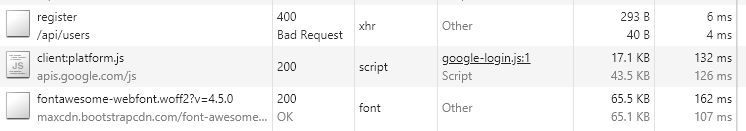 register 400 xhr Other 293 B 6 ms
/api/users Bad Request 40 B 4 ms
client:platform.js 200 script google-login.js:1 17.1 KB 132 ms
apis.google.com/js Script 43.5 KB 126 ms
fontawesome-webfont.woff2?v=4.5.0 200 font Other 65.5 KB 162 ms
maxcdn.bootstrapcdn.com/font-awesome... OK 65.1 KB 107 ms